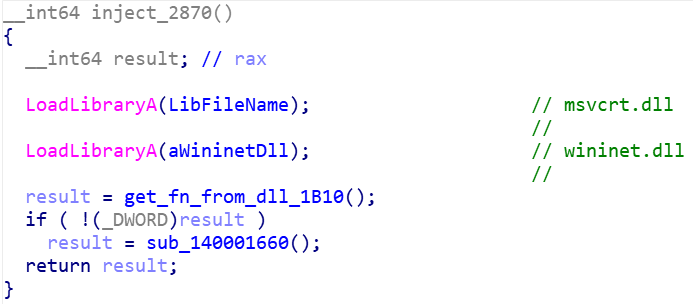 __int64 inject_2870()
{
  __int64 result; // rax

  LoadLibraryA(LibFileName);                    // msvcrt.dll
                                                //
  LoadLibraryA(aWininetDll);                    // wininet.dll
                                                //
  result = get_fn_from_dll_1B10();
  if ( !(_DWORD)result )
    result = sub_140001660();
  return result;
}